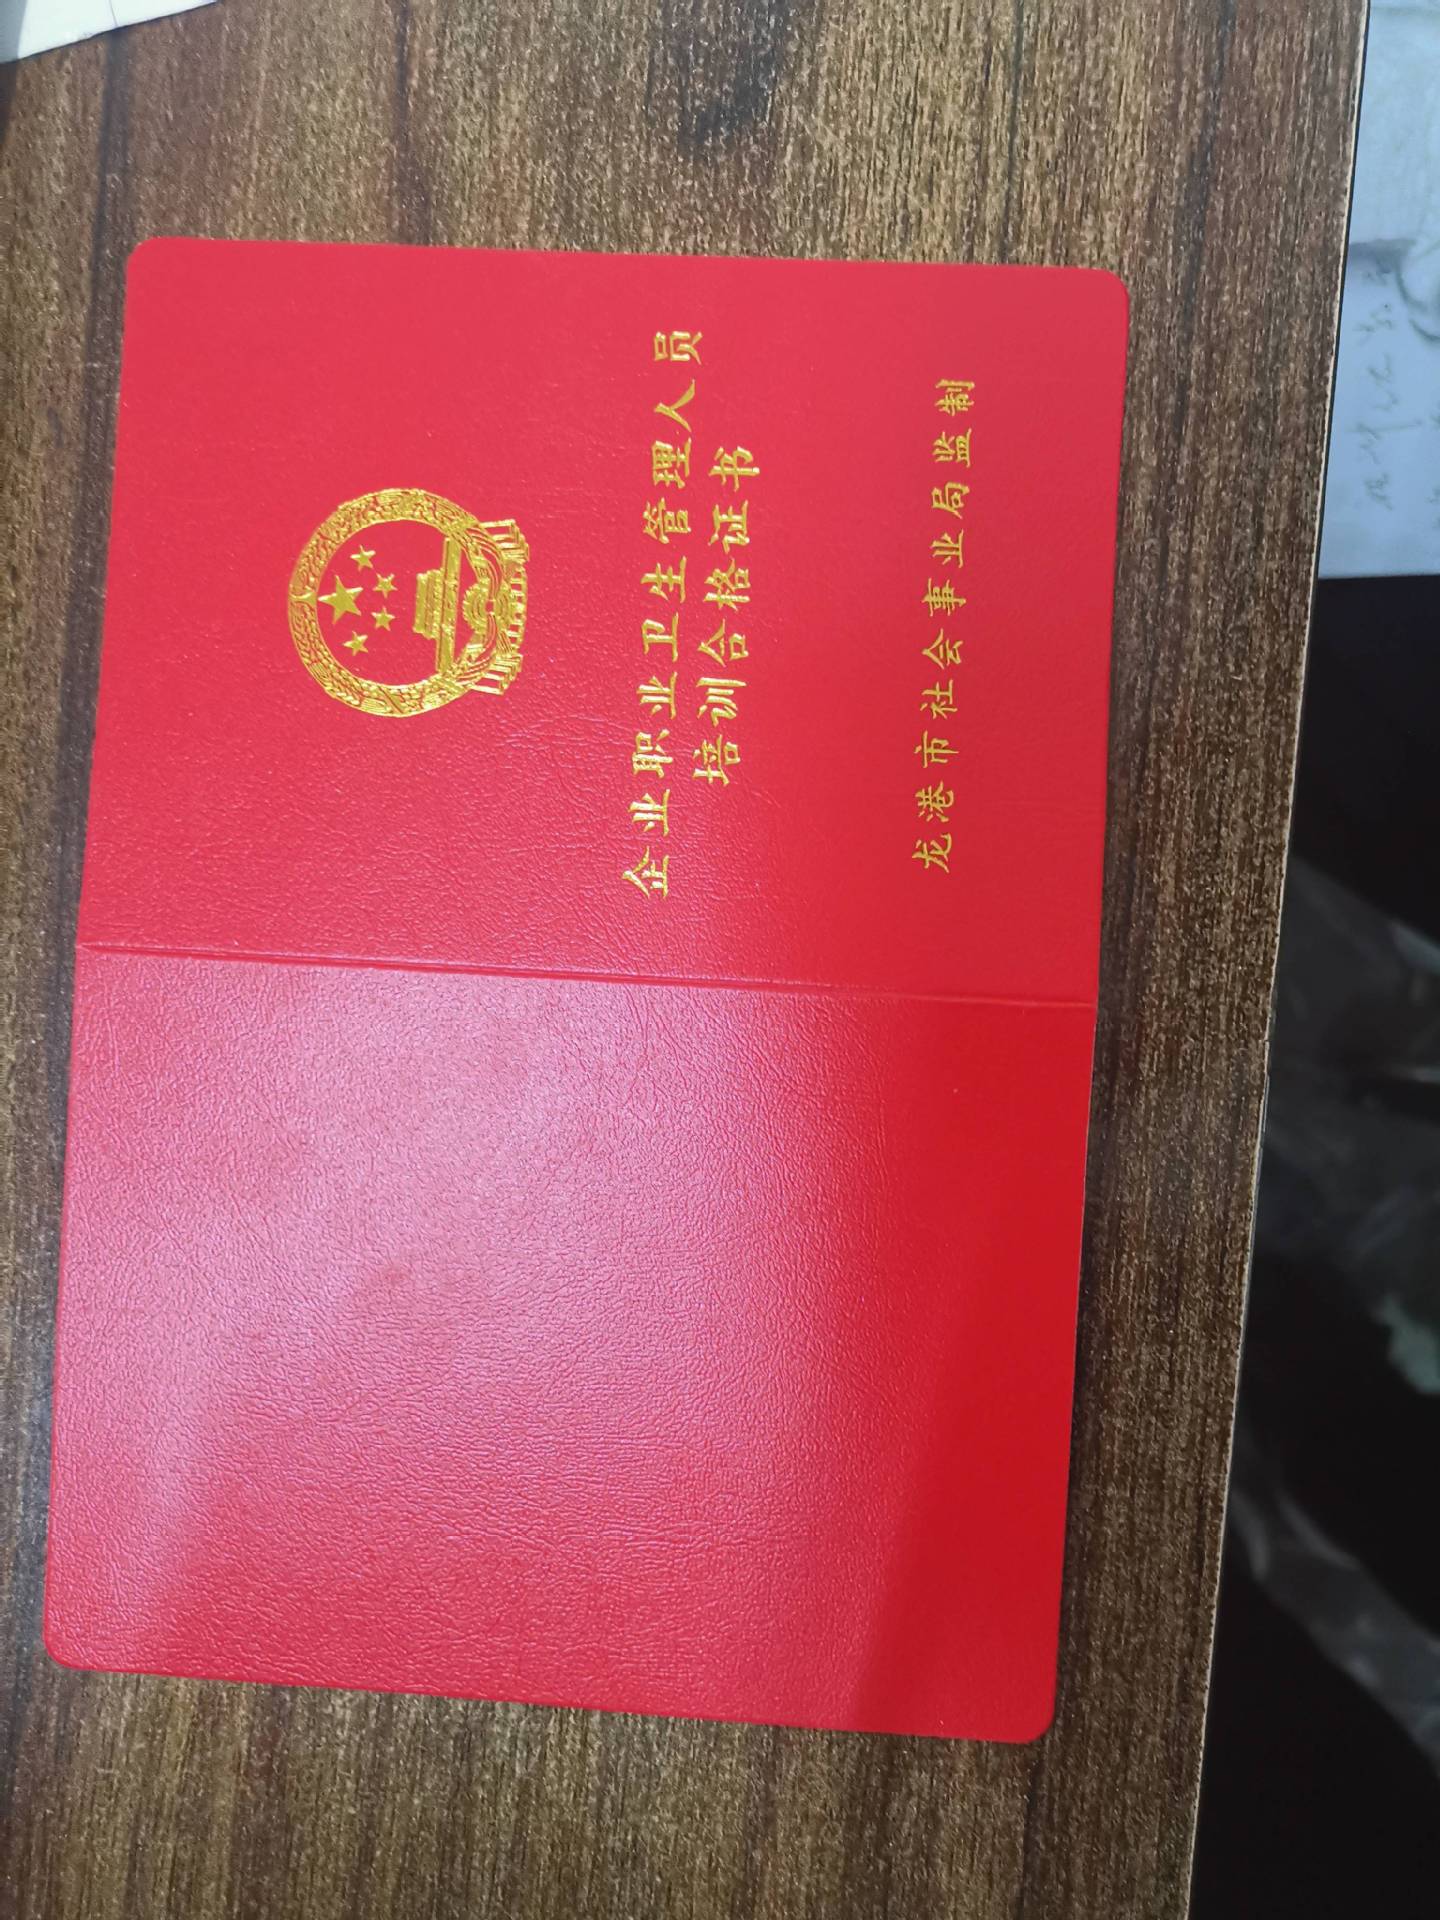 企业职业卫生管理人员
培训合格证书
龙港市社会事业局监制